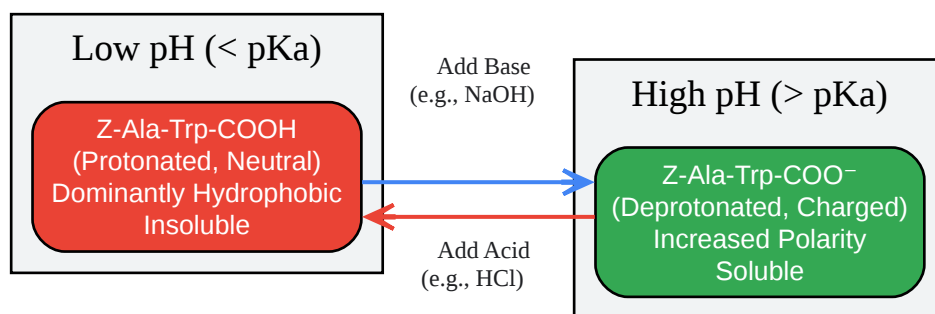 Low pH (< pKa)
Z-Ala-Trp-COOH
(Protonated, Neutral)
Dominantly Hydrophobic
Insoluble
Add Base
(e.g., NaOH)
Add Acid
(e.g., HCl)
High pH (> pKa)
Z-Ala-Trp-COO⁻
(Deprotonated, Charged)
Increased Polarity
Soluble